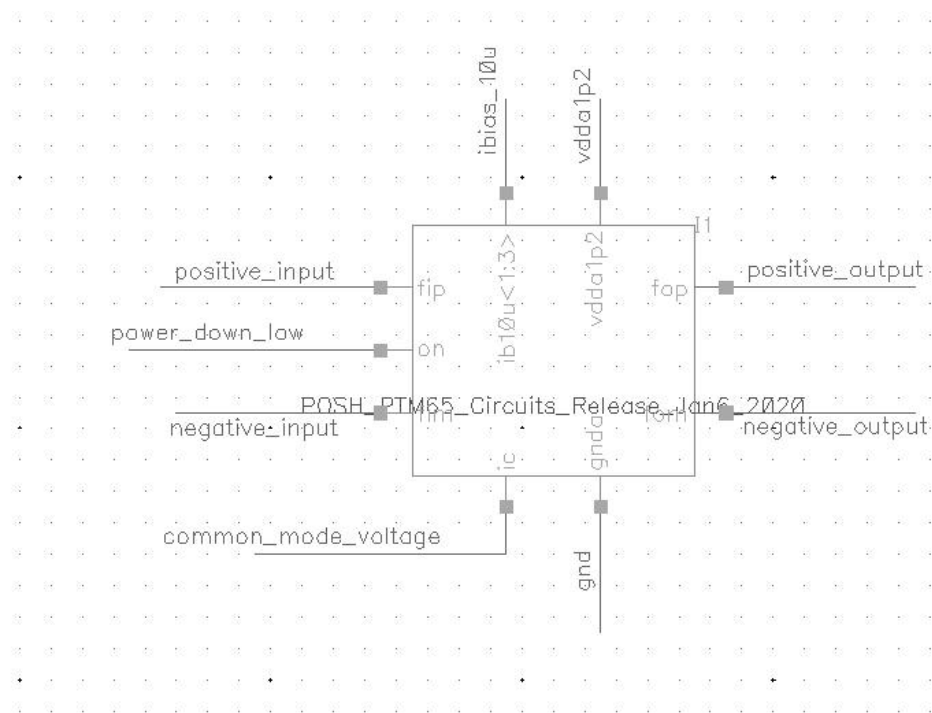 ibias_10u
vdda1p2
I1
ib10u<1:3>
vdda1p2
positive_input
fip
fop
positive_output
power_down_low
on
POSH_PTM65_Circuits_Release_Jan6_2020
negative_input
negative_output
ic
gnda
common_mode_voltage
gnd